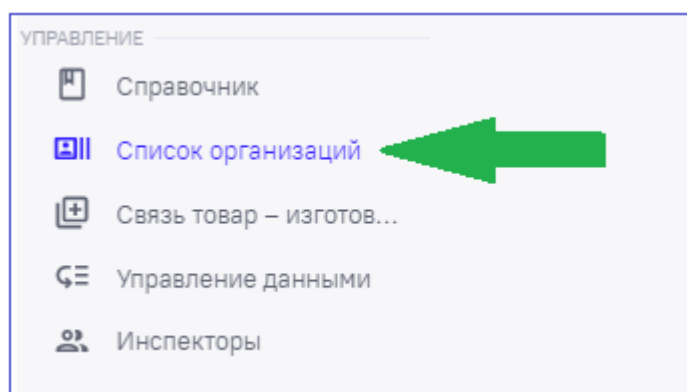 УПРАВЛЕНИЕ
Справочник
Список организаций
Связь товар – изготов...
Управление данными
Инспекторы